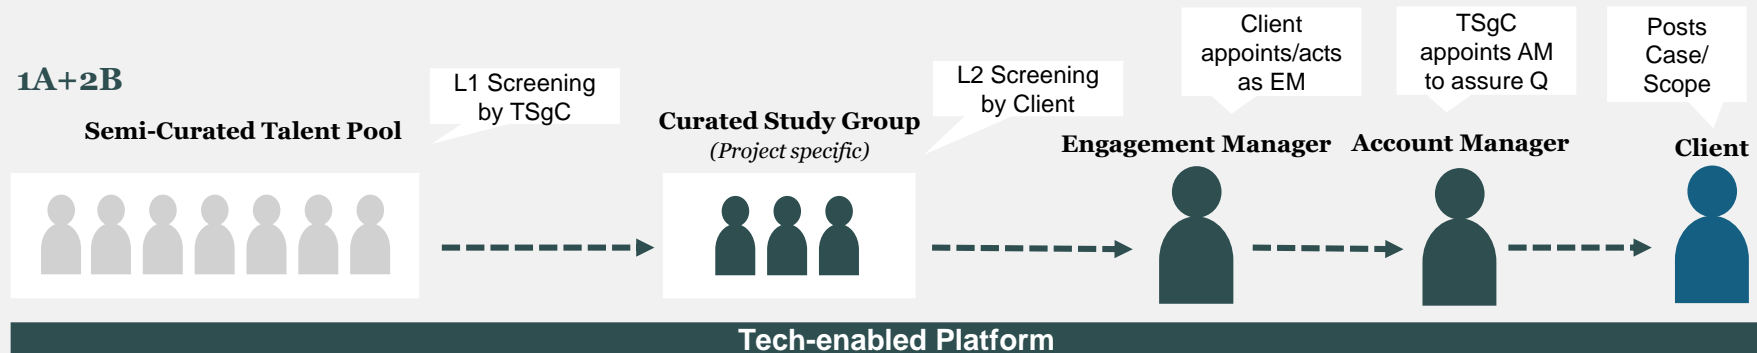 1A+2B
Semi-Curated Talent Pool
L1 Screening
by TSgC
Curated Study Group
(Project specific)
L2 Screening
by Client
Client
appoints/acts
as EM
Engagement Manager
TSgC
appoints AM
to assure Q
Account Manager
Posts
Case/
Scope
Client
Tech-enabled Platform